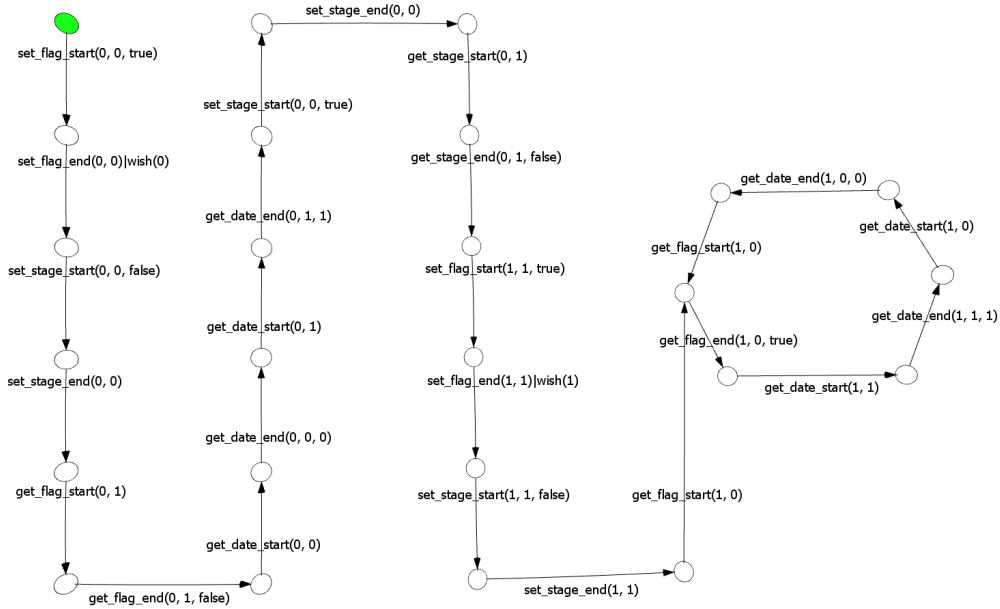 set_flag_start(0, 0, true)
set_flag_end(0, 0)|wish(0)
set_stage_start(0, 0, false)
set_stage_end(0, 0)
get_flag_start(0, 1)
get_flag_end(0, 1, false)
get_date_start(0, 0)
get_date_end(0, 0, 0)
get_date_start(0, 1)
get_date_end(0, 1, 1)
set_stage_start(0, 0, true)
set_stage_end(0, 0)
get_stage_start(0, 1)
get_stage_end(0, 1, false)
set_flag_start(1, 1, true)
set_flag_end(1, 1)|wish(1)
set_stage_start(1, 1, false)
set_stage_end(1, 1)
get_flag_start(1, 0)
get_flag_end(1, 0, true)
get_date_start(1, 1)
get_date_end(1, 1, 1)
get_date_start(1, 0)
get_date_end(1, 0, 0)
get_flag_start(1, 0)